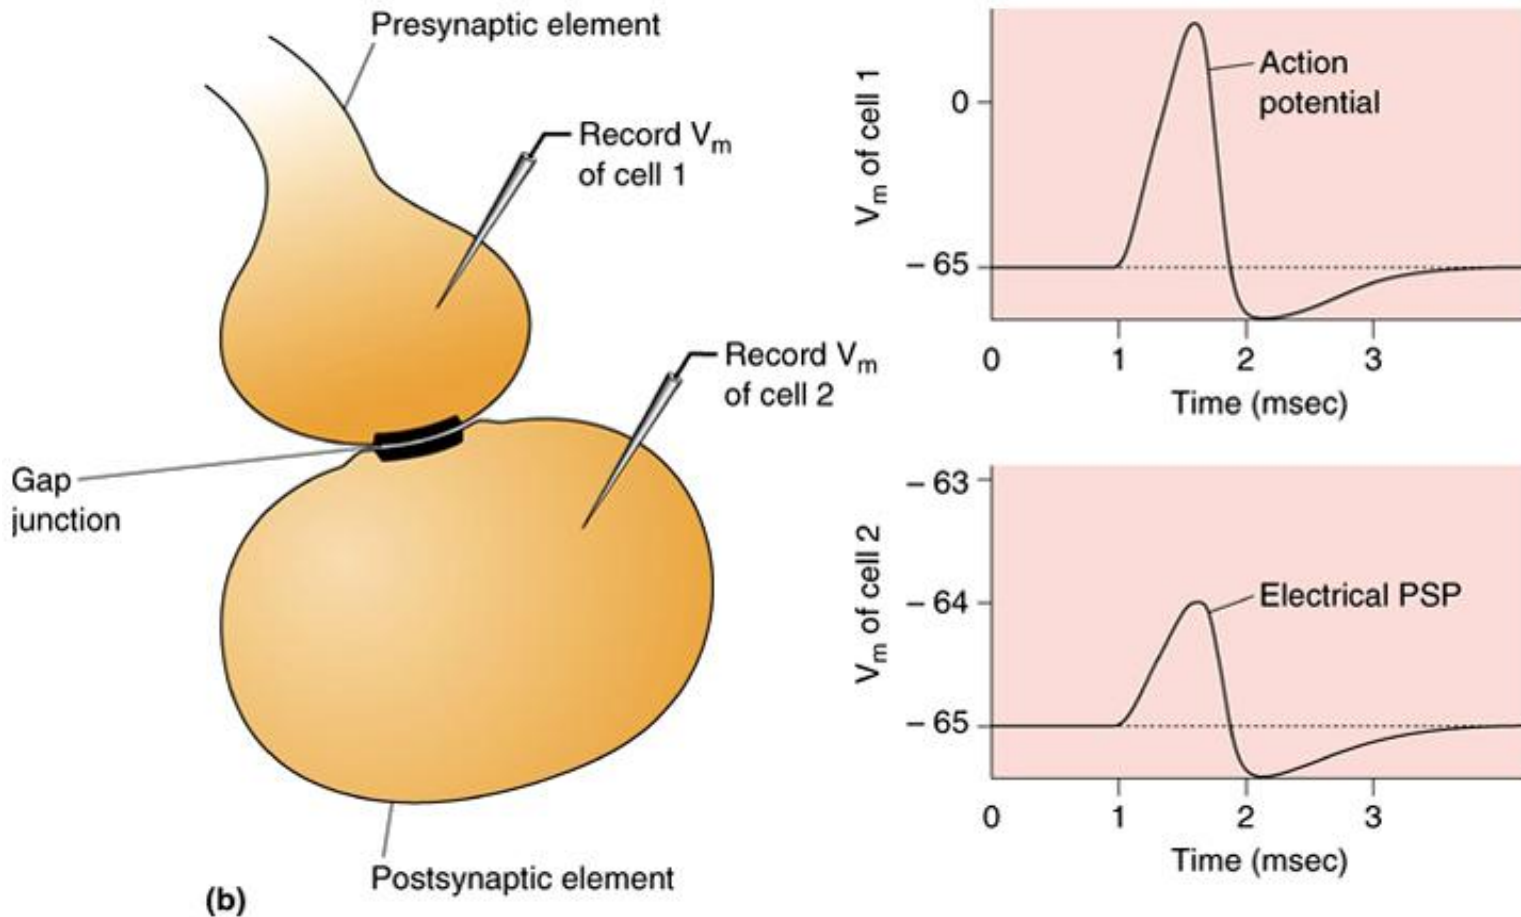 Presynaptic element
Record Vm
of cell 1
Record Vm
of cell 2
Gap
junction
Postsynaptic element
(b)
Vm of cell 1
0
– 65
Action
potential
0 1 2 3
Time (msec)
Vm of cell 2
– 63
– 64
– 65
Electrical PSP
0 1 2 3
Time (msec)